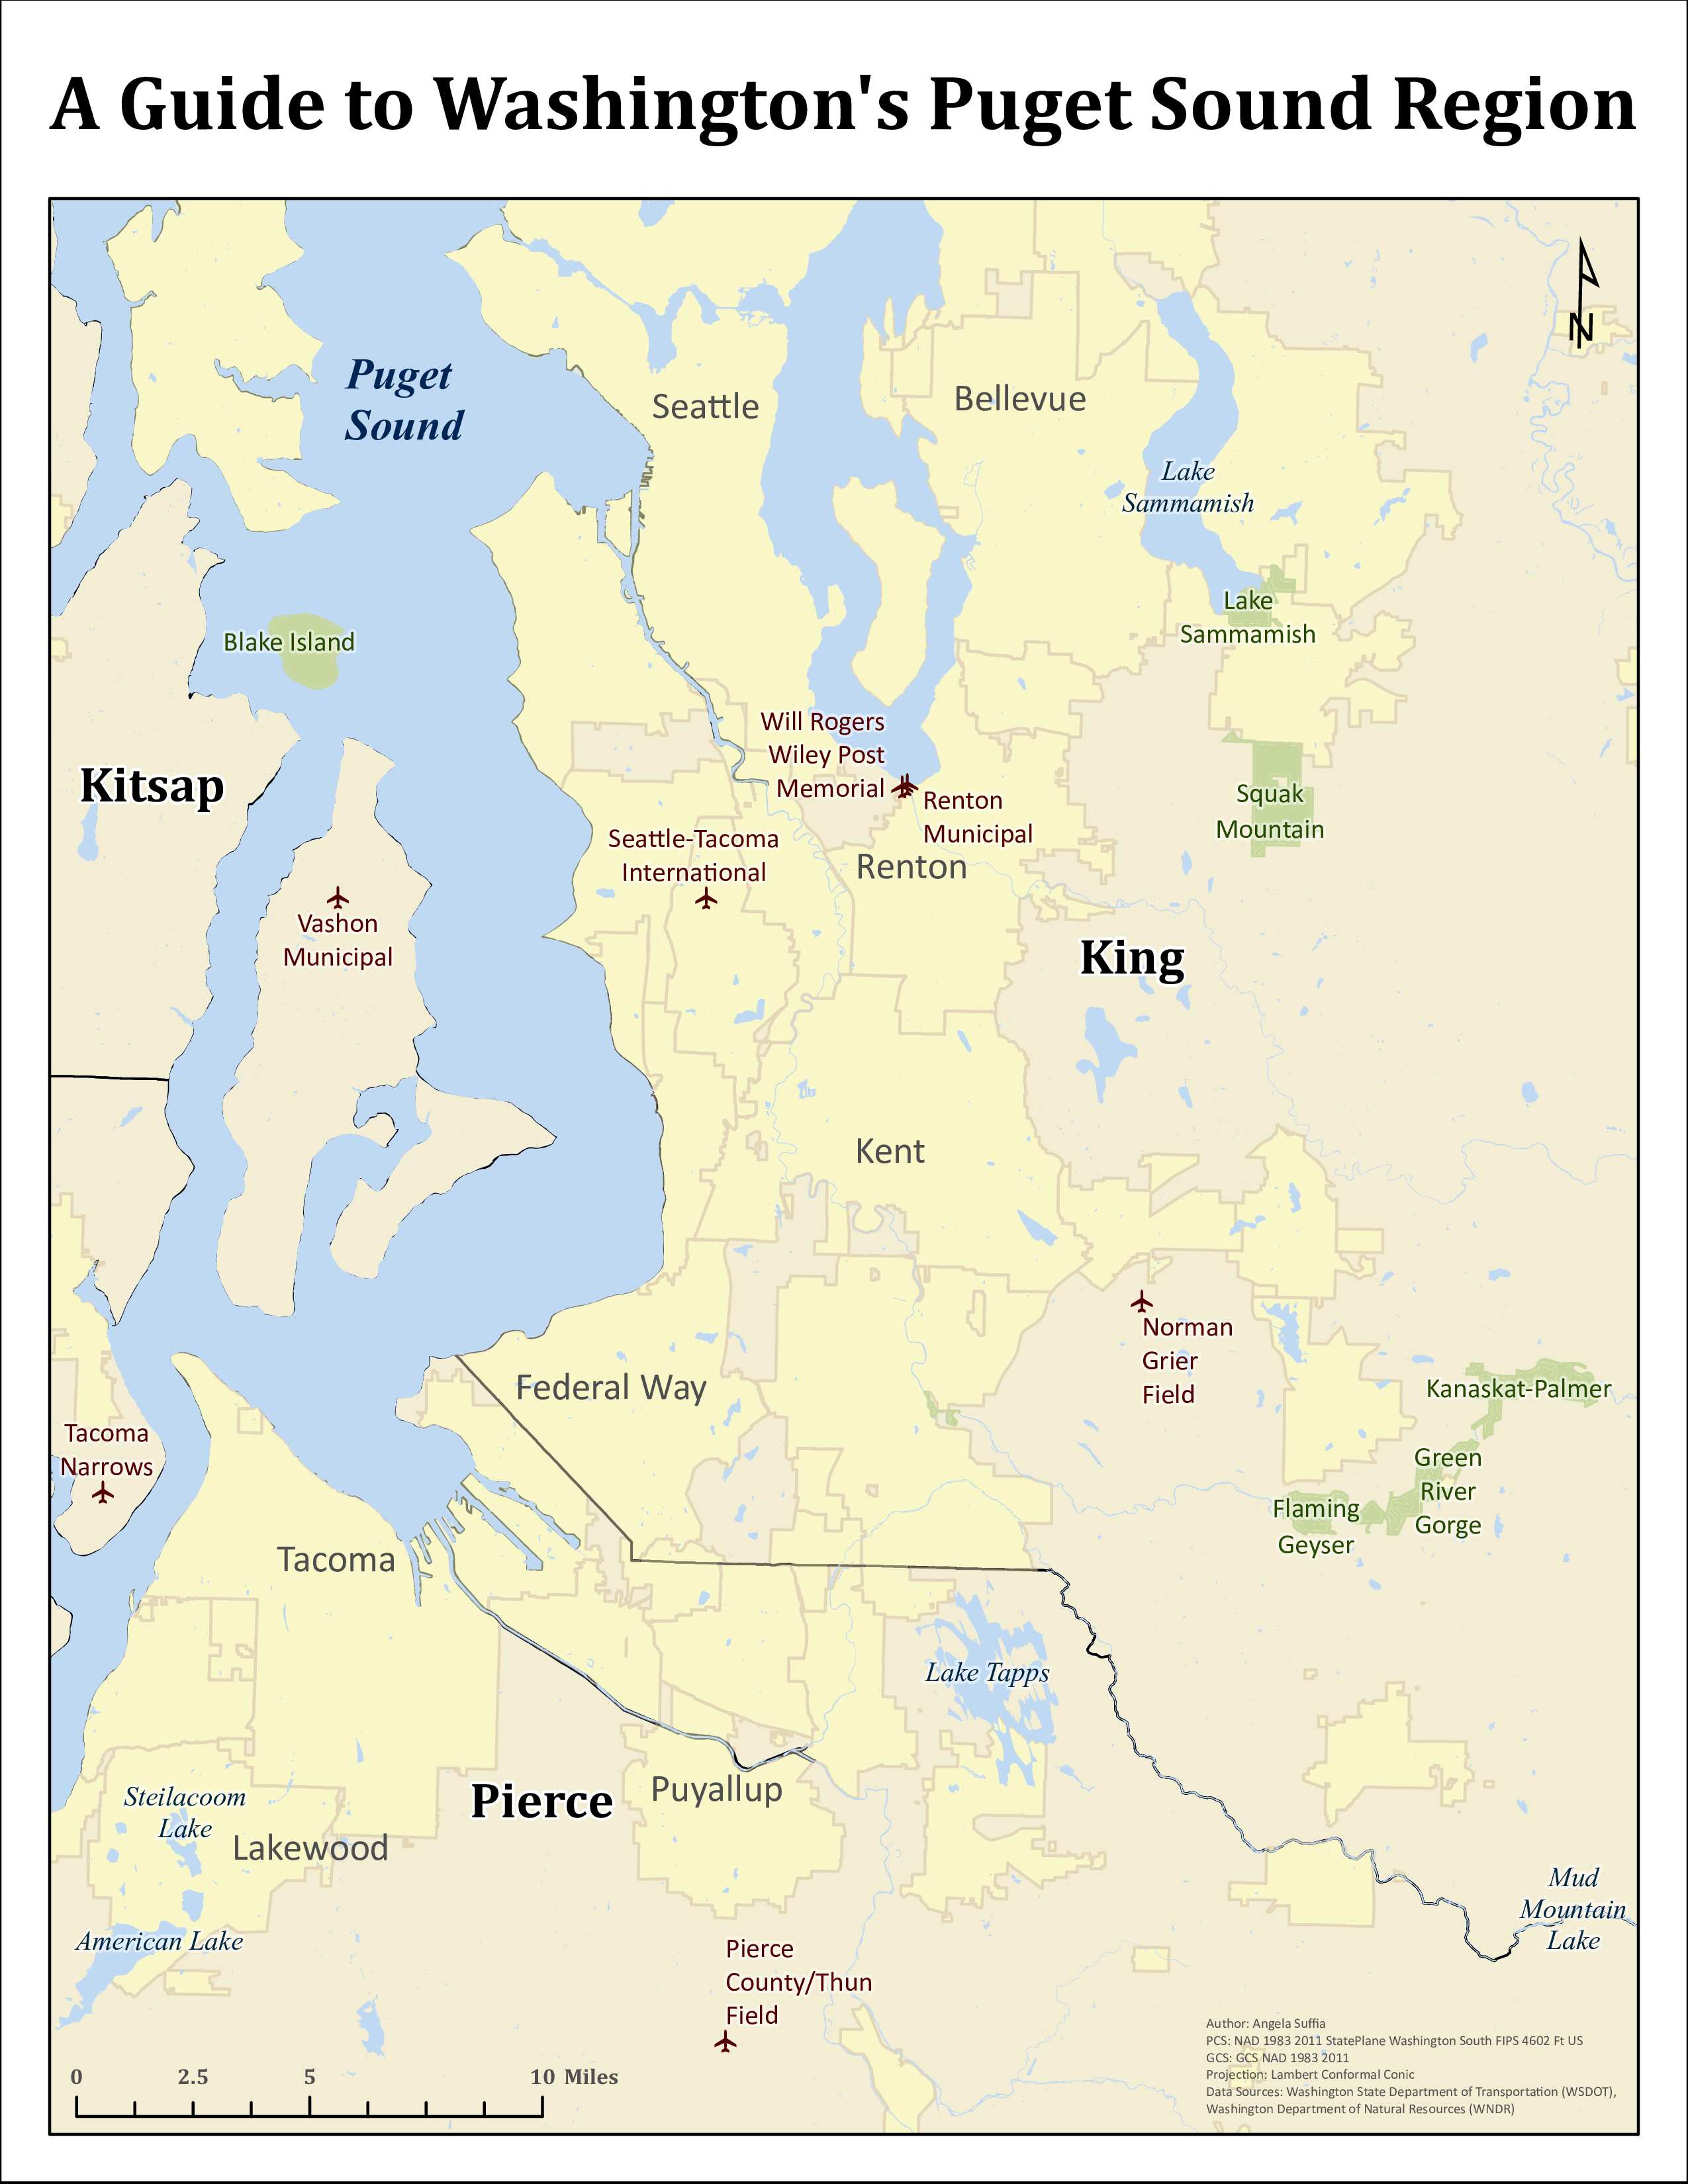 A Guide to Washington's Puget Sound Region
N
Puget
Sound
Seattle
Bellevue
Lake
Sammamish
Lake
Sammamish
Blake Island
Will Rogers
Wiley Post
Memorial
Renton
Municipal
Kitsap
Squak
Mountain
Seattle-Tacoma
International
Renton
Vashon
Municipal
King
Kent
Norman
Grier
Field
Federal Way
Kanaskat-Palmer
Tacoma
Narrows
Green
River
Gorge
Flaming
Geyser
Tacoma
Lake Tapps
Pierce
Puyallup
Steilacoom
Lake
Lakewood
American Lake
Mud
Mountain
Lake
Pierce
County/Thun
Field
0 2.5 5 10 Miles
Author: Angela Suffia
PCS: NAD 1983 2011 StatePlane Washington South FIPS 4602 Ft US
GCS: GCS NAD 1983 2011
Projection: Lambert Conformal Conic
Data Sources: Washington State Department of Transportation (WSDOT),
Washington Department of Natural Resources (WNDR)